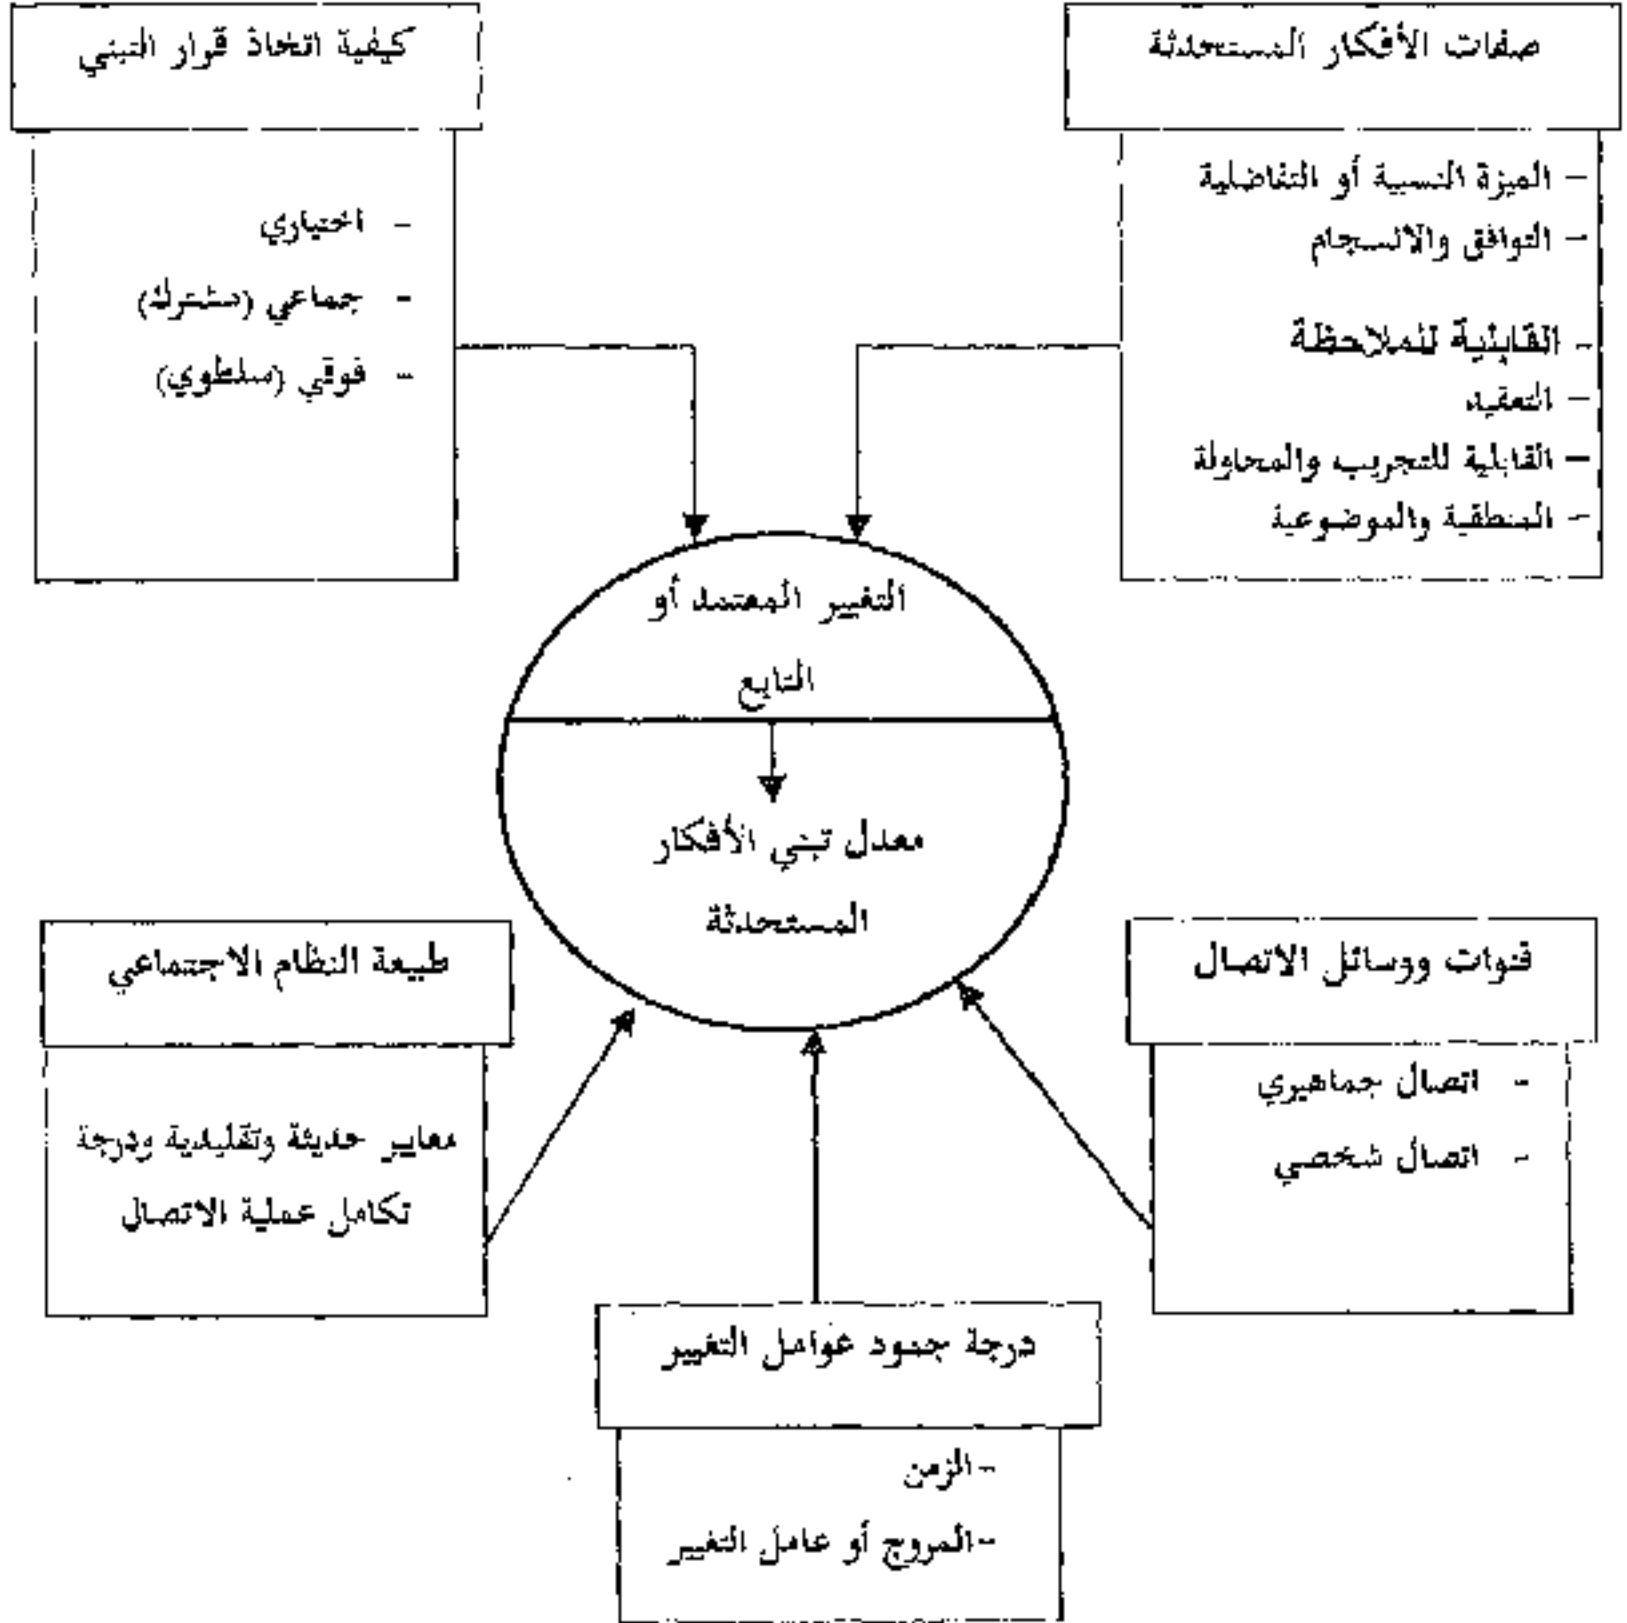 صفات الأفكار المستحدثة
- الميزة النسبية أو التفاضلية
- التوافق والانسجام
- القابلية للملاحظة
- التعقيد
- القابلية للتجريب والمحاولة
- المنطقية والموضوعية
كيفية اتخاذ قرار التبني
- اختياري
- جماعي (مشترك)
- فوقي (سلطوي)
التغيير المعتمد أو
التابع
معدل تبني الأفكار
المستحدثة
قنوات ووسائل الاتصال
- اتصال جماهيري
- اتصال شخصي
طبيعة النظام الاجتماعي
معايير حديثة وتقليدية ودرجة
تكامل عملية الاتصال
درجة جمود عوامل التغيير
- الزمن
- المروج أو عامل التغيير